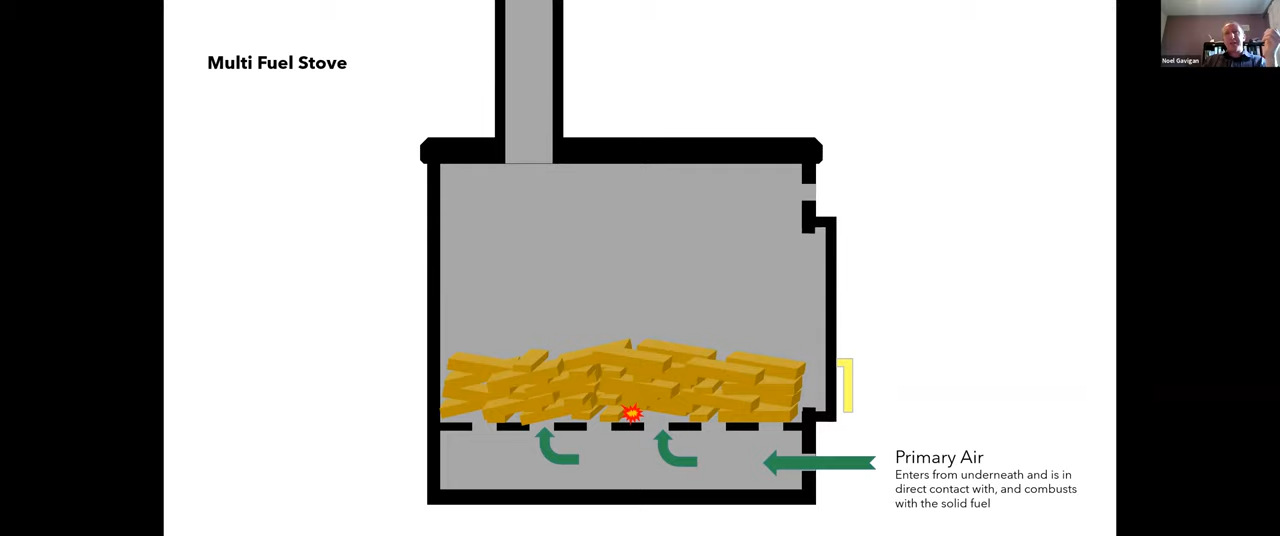 Multi Fuel Stove
Noel Gavigan
Primary Air
Enters from underneath and is in
direct contact with, and combusts
with the solid fuel